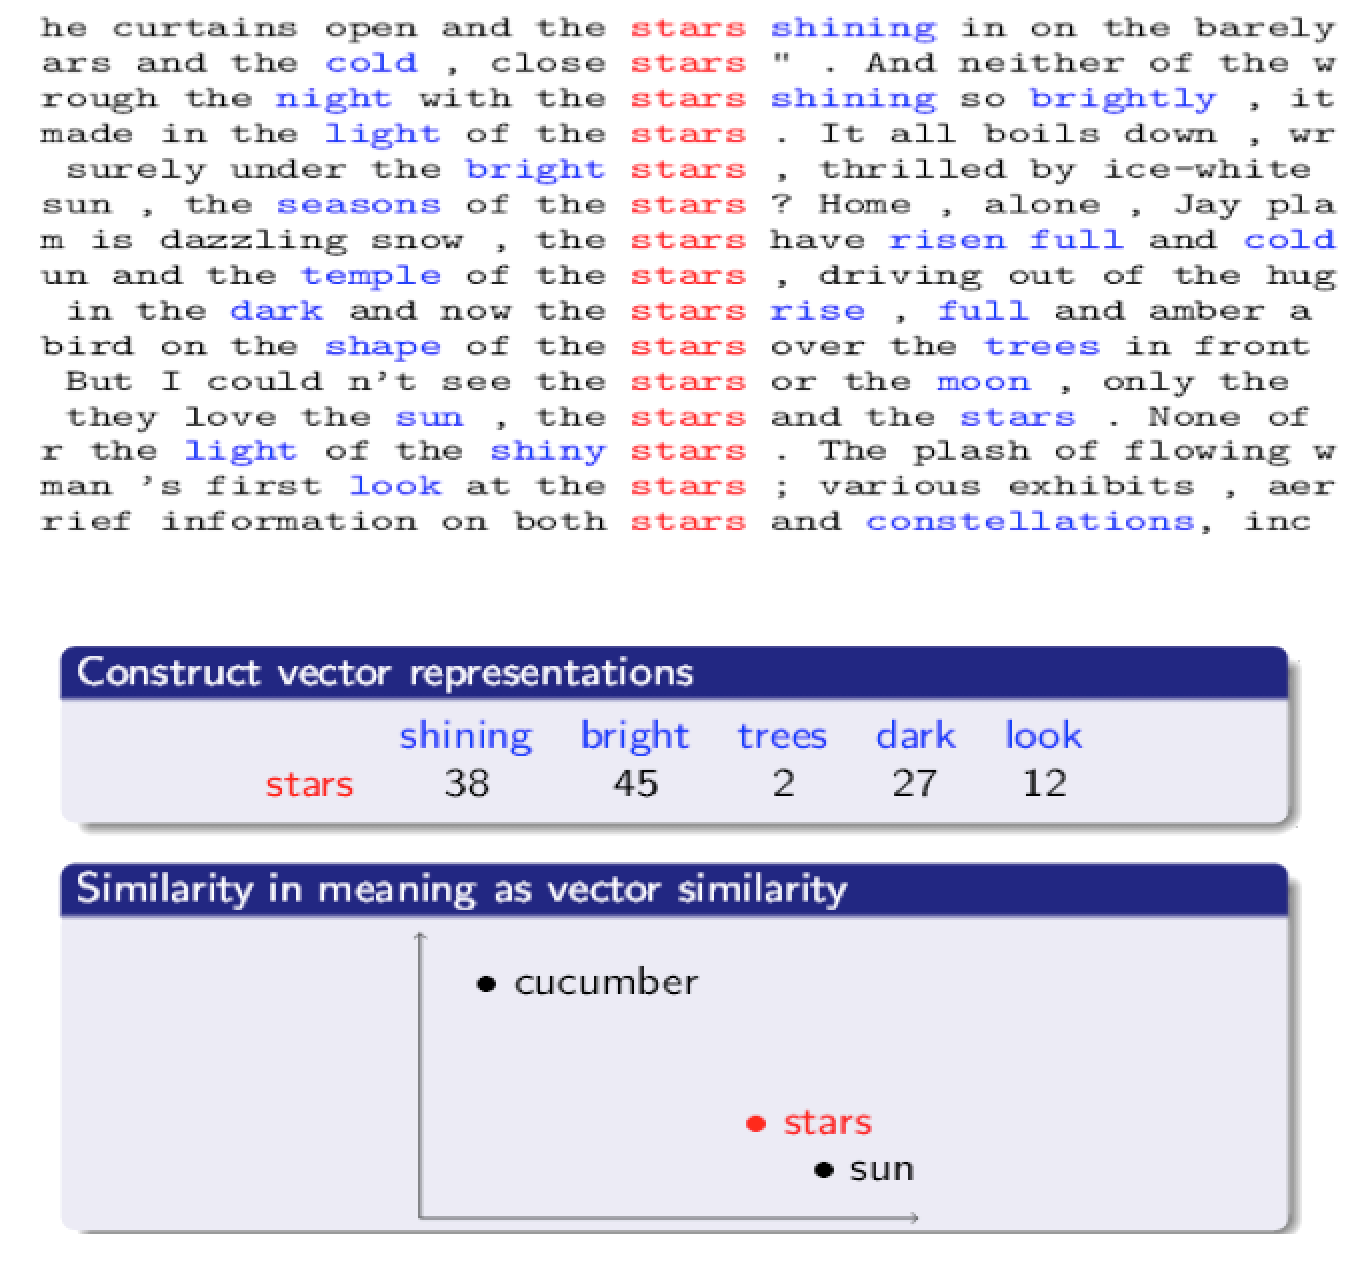 he curtains open and the stars shining in on the barely
ars and the cold , close stars " . And neither of the w
rough the night with the stars shining so brightly , it
made in the light of the stars . It all boils down , wr
surely under the bright stars , thrilled by ice-white
sun , the seasons of the stars ? Home , alone , Jay pla
m is dazzling snow , the stars have risen full and cold
un and the temple of the stars , driving out of the hug
in the dark and now the stars rise , full and amber a
bird on the shape of the stars over the trees in front
But I could n't see the stars or the moon , only the
they love the sun , the stars and the stars . None of
r the light of the shiny stars . The plash of flowing w
man 's first look at the stars ; various exhibits , aer
rief information on both stars and constellations, inc
Construct vector representations
shining bright trees dark look
stars 38 45 2 27 12
Similarity in meaning as vector similarity
cucumber
stars
sun